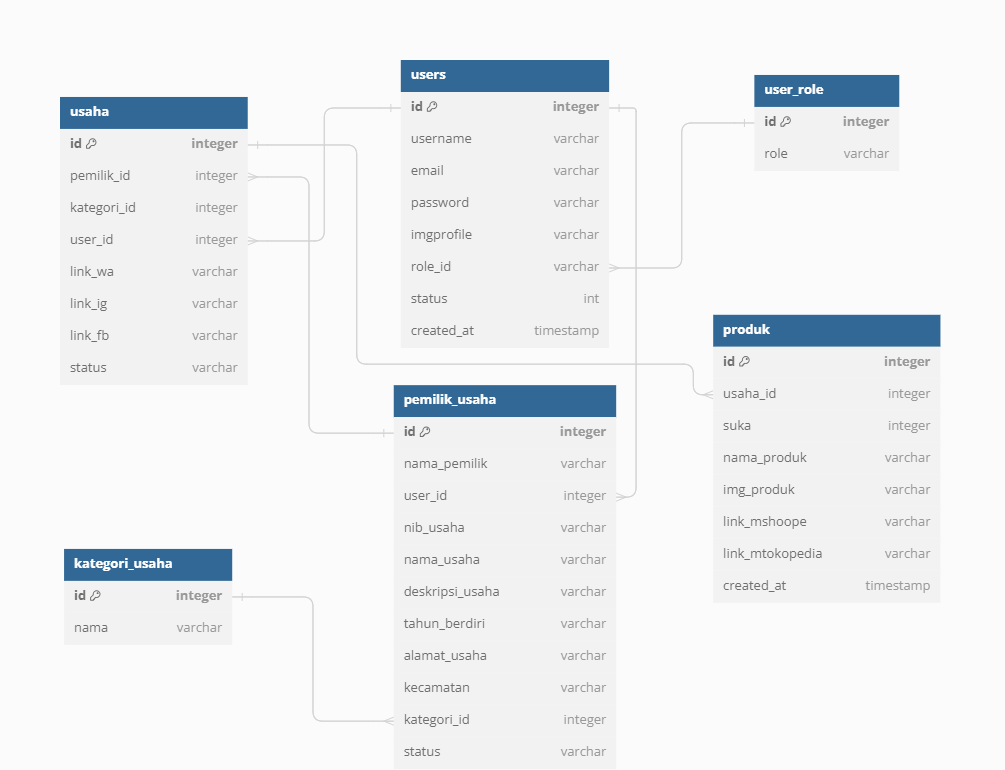 usaha
id integer
pemilik_id integer
kategori_id integer
user_id integer
link_wa varchar
link_ig varchar
link_fb varchar
status varchar
users
id integer
username varchar
email varchar
password varchar
imgprofile varchar
role_id varchar
status int
created_at timestamp
user_role
id integer
role varchar
produk
id integer
usaha_id integer
suka integer
nama_produk varchar
img_produk varchar
link_mshoope varchar
link_mtokopedia varchar
created_at timestamp
pemilik_usaha
id integer
nama_pemilik varchar
user_id integer
nib_usaha varchar
nama_usaha varchar
deskripsi_usaha varchar
tahun_berdiri varchar
alamat_usaha varchar
kecamatan varchar
kategori_id integer
status varchar
kategori_usaha
id integer
nama varchar